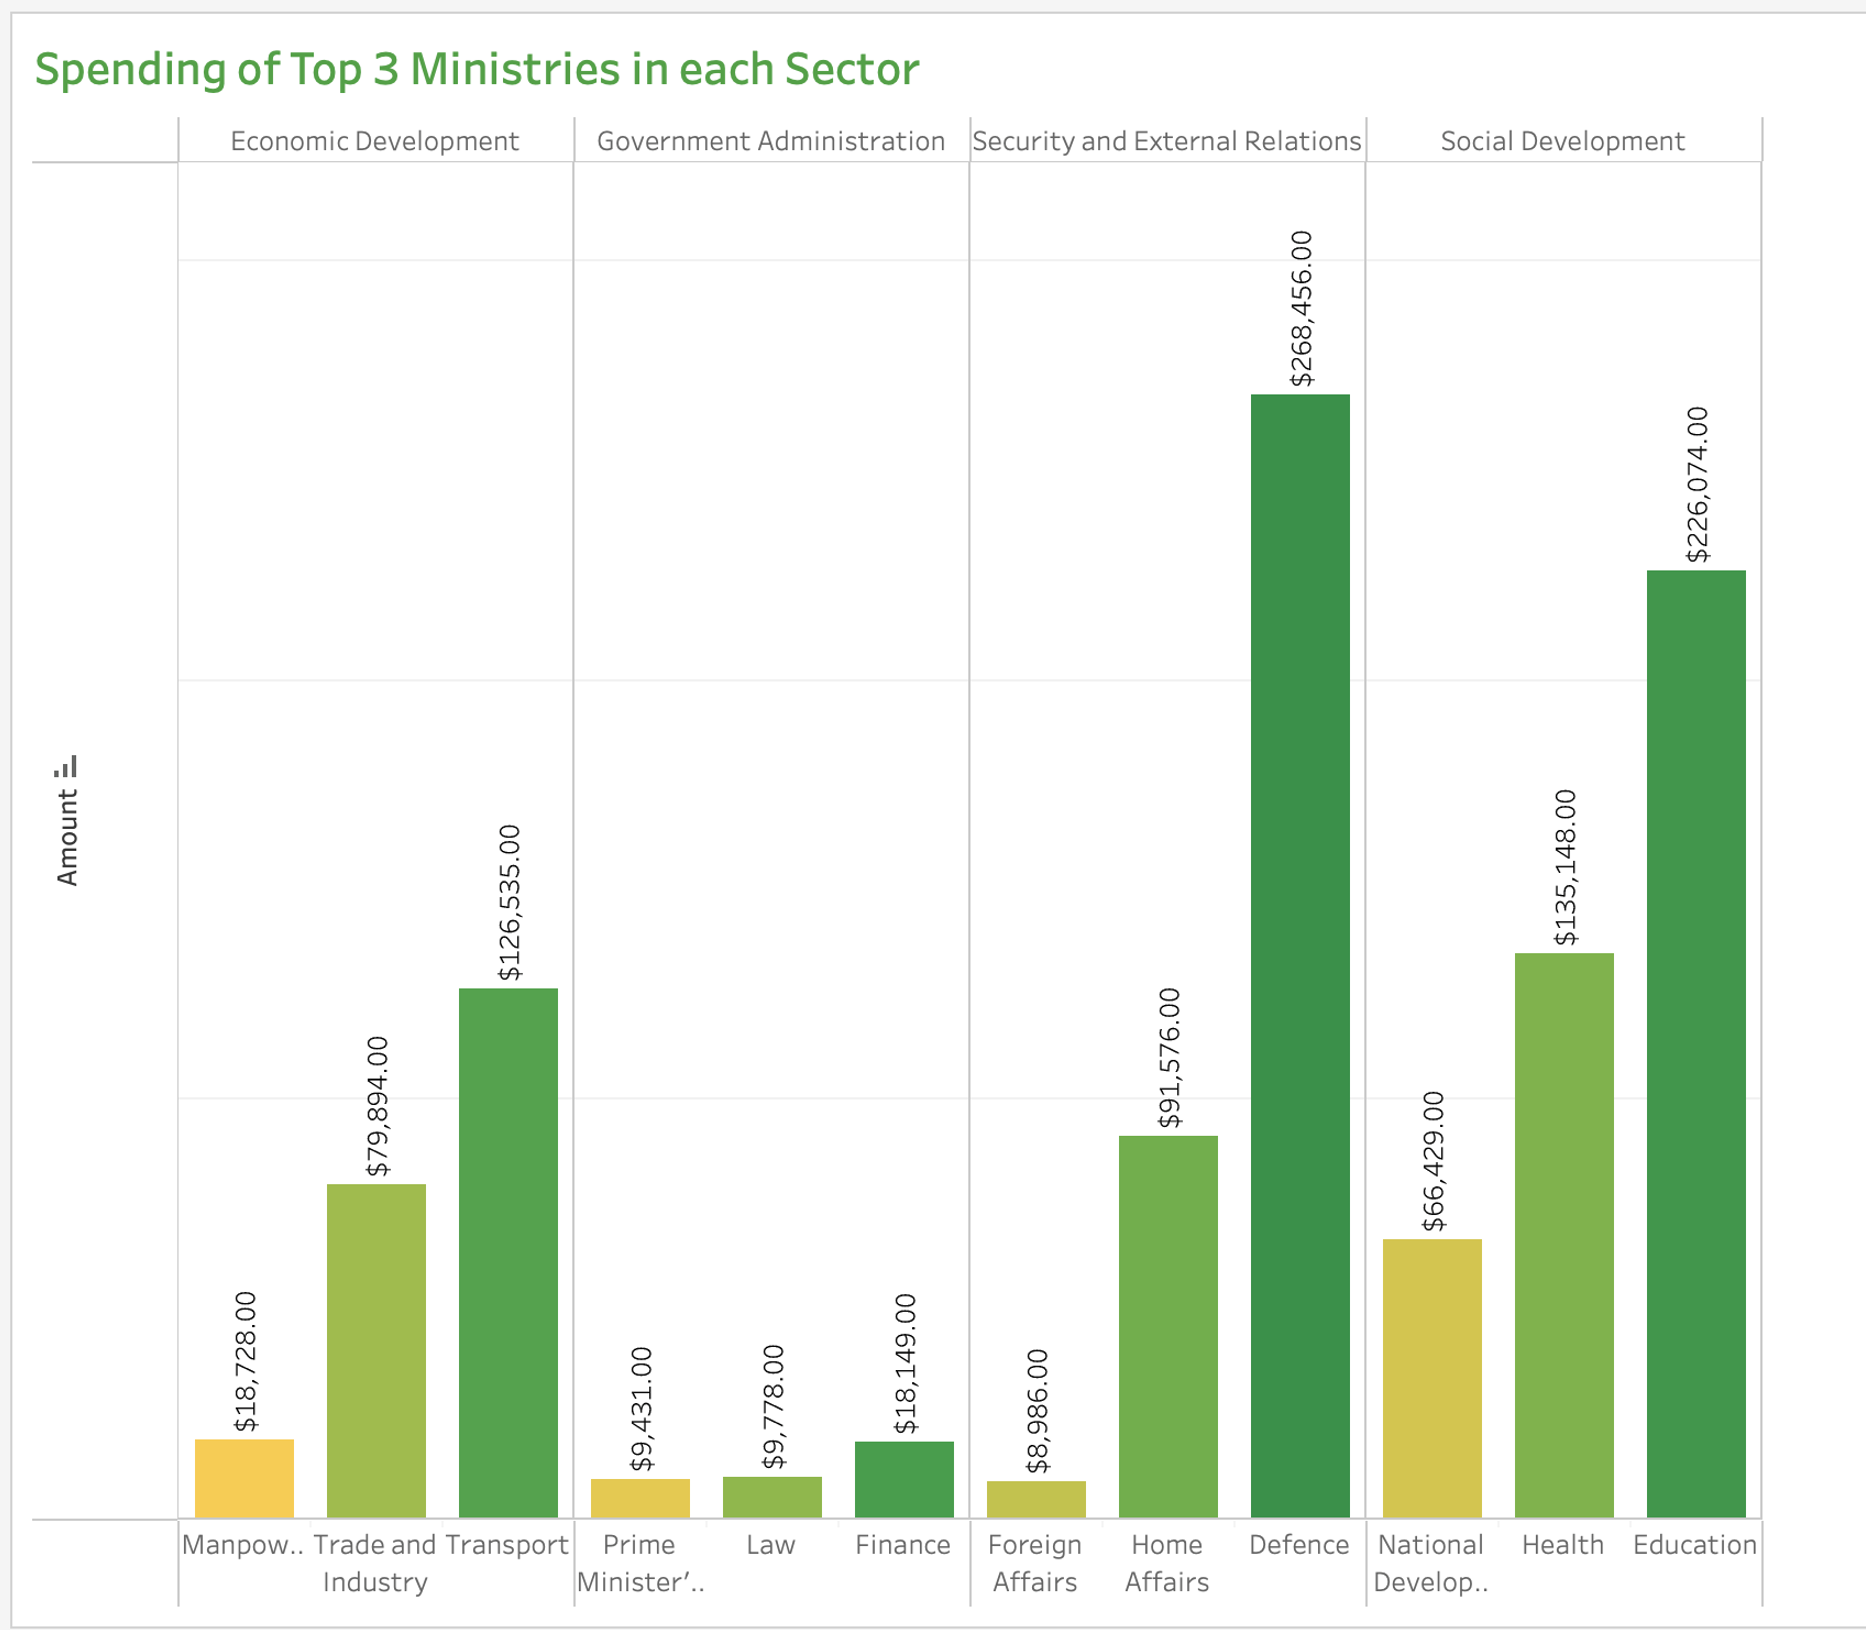 Spending of Top 3 Ministries in each Sector
Economic Development
Government Administration
Security and External Relations
Social Development
Amount
$18,728.00
$79,894.00
$126,535.00
$9,431.00
$9,778.00
$18,149.00
$8,986.00
$91,576.00
$268,456.00
$66,429.00
$135,148.00
$226,074.00
Manpow..
Trade and
Industry
Transport
Prime
Minister’..
Law
Finance
Foreign
Affairs
Home
Affairs
Defence
National
Develop..
Health
Education